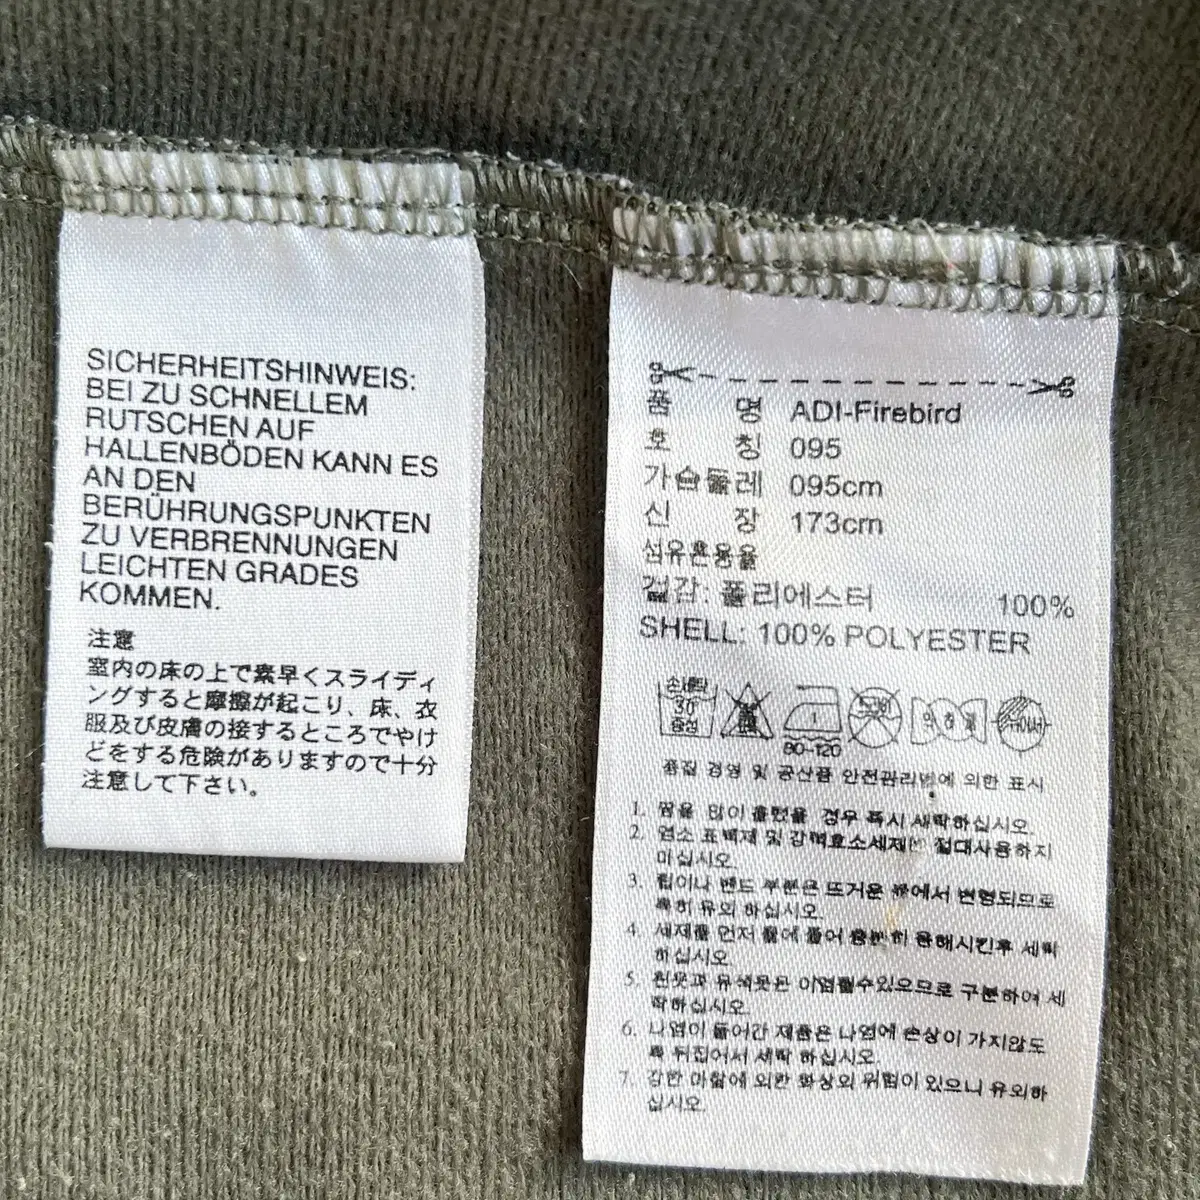 SICHERHEITSHINWEIS:
BEI ZU SCHNELLEM
RUTSCHEN AUF
HALLENBÖDEN KANN ES
AN DEN
BERÜHRUNGSPUNKTEN
ZU VERBRENNUNGEN
LEICHTEN GRADES
KOMMEN.
注意
室内の床の上で素早くスライディ
ングすると摩擦が起こり、床、衣
服及び皮膚の接するところでやけ
どをする危険がありますので十分
注意して下さい。
품 명 ADI-Firebird
호 칭 095
가슴둘레 095cm
신 장 173cm
섬유혼용율
겉감: 폴리에스터 100%
SHELL: 100% POLYESTER
손세탁
30
중성
80-120
품질 경영 및 공산품 안전관리법에 의한 표시
1. 땀을 많이 흘렸을 경우 즉시 세탁하십시오.
2. 염소 표백제 및 강력효소세제는 절대사용하지
마십시오.
3. 립이나 밴드 부분은 뜨거운 물에서 변형되므로
특히 유의 하십시오.
4. 세제를 먼저 물에 풀어 충분히 용해시킨후 세탁
하십시오.
5. 흰옷과 유색옷은 이염될수있으므로 구분하여 세
탁하십시오.
6. 나염이 들어간 제품은 나염에 손상이 가지않도
록 뒤집어서 세탁 하십시오.
7. 강한 마찰에 의한 화상의 위험이 있으니 유의하
십시오.